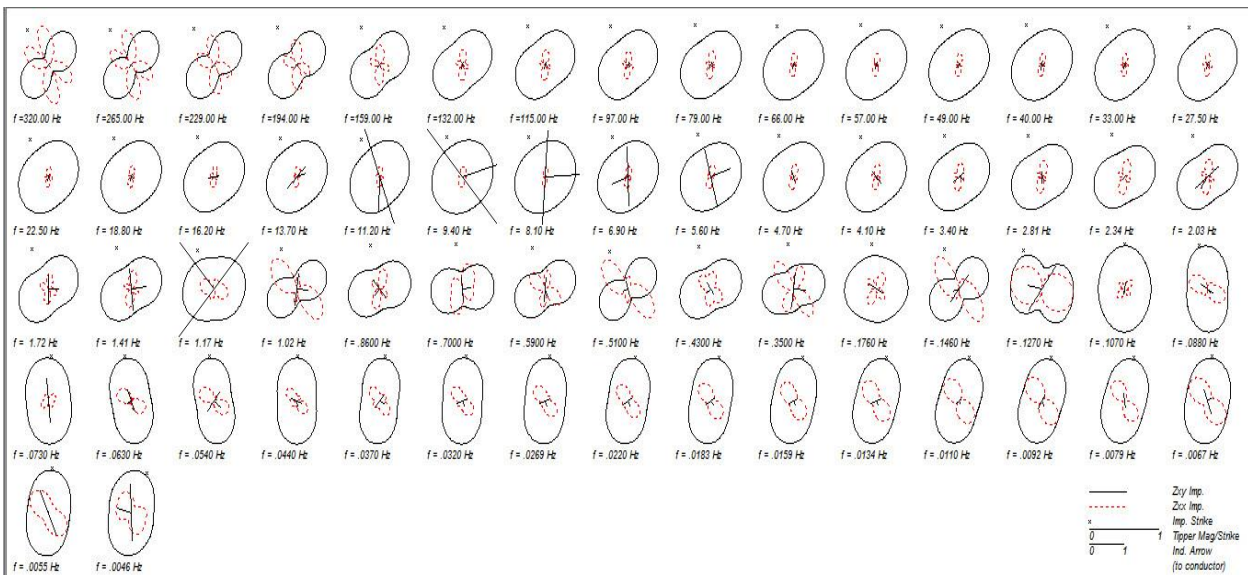 f =320.00 Hz f =265.00 Hz f =229.00 Hz f =194.00 Hz f =159.00 Hz f =132.00 Hz f =115.00 Hz f = 97.00 Hz f = 79.00 Hz f = 66.00 Hz f = 57.00 Hz f = 49.00 Hz f = 40.00 Hz f = 33.00 Hz f = 27.50 Hz
f = 22.50 Hz f = 18.80 Hz f = 16.20 Hz f = 13.70 Hz f = 11.20 Hz f = 9.40 Hz f = 8.10 Hz f = 6.90 Hz f = 5.60 Hz f = 4.70 Hz f = 4.10 Hz f = 3.40 Hz f = 2.81 Hz f = 2.34 Hz f = 2.03 Hz
f = 1.72 Hz f = 1.41 Hz f = 1.17 Hz f = 1.02 Hz f = .8600 Hz f = .7000 Hz f = .5900 Hz f = .5100 Hz f = .4300 Hz f = .3500 Hz f = .1760 Hz f = .1460 Hz f = .1270 Hz f = .1070 Hz f = .0880 Hz
f = .0730 Hz f = .0630 Hz f = .0540 Hz f = .0440 Hz f = .0370 Hz f = .0320 Hz f = .0269 Hz f = .0220 Hz f = .0183 Hz f = .0159 Hz f = .0134 Hz f = .0110 Hz f = .0092 Hz f = .0079 Hz f = .0067 Hz
f = .0055 Hz f = .0046 Hz
Zxy Imp.
Zxx Imp.
x Imp. Strike
0 1 Tipper Mag/Strike
0 1 Ind. Arrow
(to conductor)